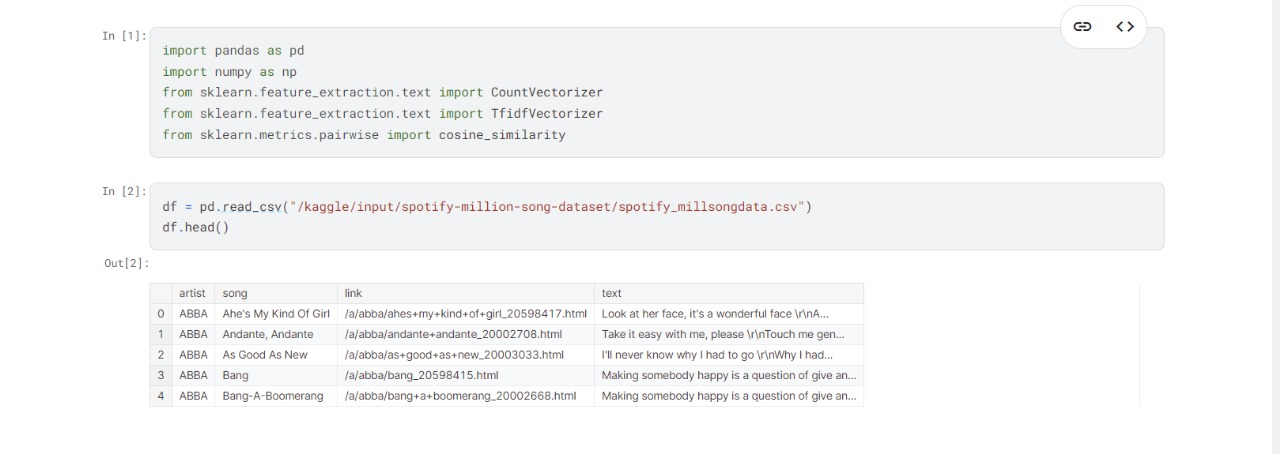 In [1]:
import pandas as pd
import numpy as np
from sklearn.feature_extraction.text import CountVectorizer
from sklearn.feature_extraction.text import TfidfVectorizer
from sklearn.metrics.pairwise import cosine_similarity
In [2]:
df = pd.read_csv("/kaggle/input/spotify-million-song-dataset/spotify_millsongdata.csv")
df.head()
Out[2]:
artist song link text
0 ABBA Ahe's My Kind Of Girl /a/abba/ahes+my+kind+of+girl_20598417.html Look at her face, it's a wonderful face \r\nA...
1 ABBA Andante, Andante /a/abba/andante+andante_20002708.html Take it easy with me, please \r\nTouch me gen...
2 ABBA As Good As New /a/abba/as+good+as+new_20003033.html I'll never know why I had to go \r\nWhy I had...
3 ABBA Bang /a/abba/bang_20598415.html Making somebody happy is a question of give an...
4 ABBA Bang-A-Boomerang /a/abba/bang+a+boomerang_20002668.html Making somebody happy is a question of give an...